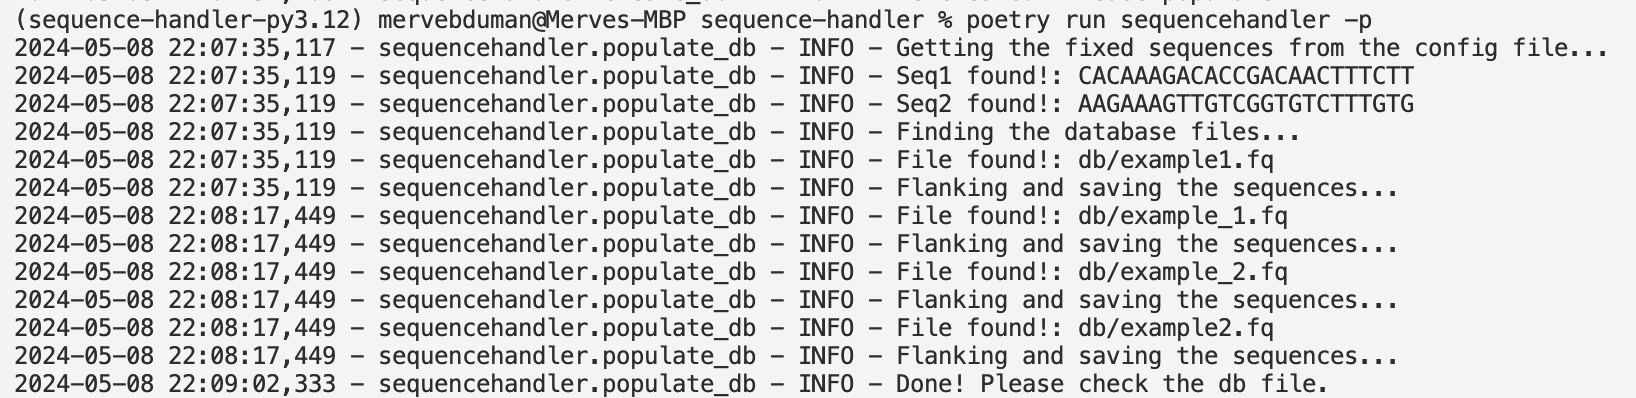 (sequence-handler-py3.12) mervebduman@Merves-MBP sequence-handler % poetry run sequencehandler -p
2024-05-08 22:07:35,117 - sequencehandler.populate_db - INFO - Getting the fixed sequences from the config file...
2024-05-08 22:07:35,119 - sequencehandler.populate_db - INFO - Seq1 found!: CACAAAGACACCGACAACTTTCTT
2024-05-08 22:07:35,119 - sequencehandler.populate_db - INFO - Seq2 found!: AAGAAAGTTGTCGGTGTCTTTGTG
2024-05-08 22:07:35,119 - sequencehandler.populate_db - INFO - Finding the database files...
2024-05-08 22:07:35,119 - sequencehandler.populate_db - INFO - File found!: db/example1.fq
2024-05-08 22:07:35,119 - sequencehandler.populate_db - INFO - Flanking and saving the sequences...
2024-05-08 22:08:17,449 - sequencehandler.populate_db - INFO - File found!: db/example_1.fq
2024-05-08 22:08:17,449 - sequencehandler.populate_db - INFO - Flanking and saving the sequences...
2024-05-08 22:08:17,449 - sequencehandler.populate_db - INFO - File found!: db/example_2.fq
2024-05-08 22:08:17,449 - sequencehandler.populate_db - INFO - Flanking and saving the sequences...
2024-05-08 22:08:17,449 - sequencehandler.populate_db - INFO - File found!: db/example2.fq
2024-05-08 22:08:17,449 - sequencehandler.populate_db - INFO - Flanking and saving the sequences...
2024-05-08 22:09:02,333 - sequencehandler.populate_db - INFO - Done! Please check the db file.